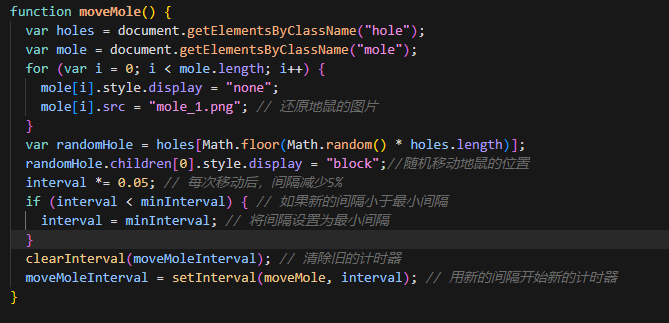 function moveMole() {
var holes = document.getElementsByClassName("hole");
var mole = document.getElementsByClassName("mole");
for (var i = 0; i < mole.length; i++) {
mole[i].style.display = "none";
mole[i].src = "mole_1.png"; // 还原地鼠的图片
}
var randomHole = holes[Math.floor(Math.random() * holes.length)];
randomHole.children[0].style.display = "block";//随机移动地鼠的位置
interval *= 0.05; // 每次移动后，间隔减少5%
if (interval < minInterval) { // 如果新的间隔小于最小间隔
interval = minInterval; // 将间隔设置为最小间隔
}
clearInterval(moveMoleInterval); // 清除旧的计时器
moveMoleInterval = setInterval(moveMole, interval); // 用新的间隔开始新的计时器
}